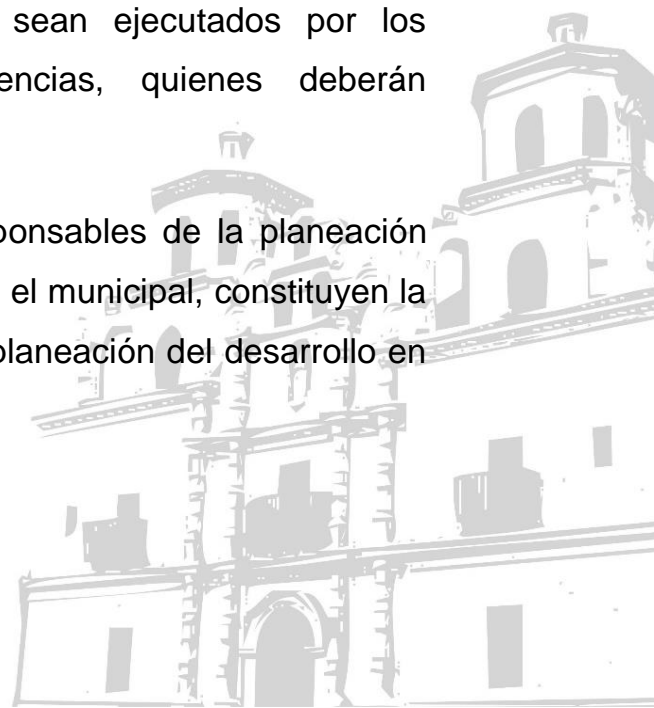 sean ejecutados por los
encias, quienes deberán
ponsables de la planeación
el municipal, constituyen la
planeación del desarrollo en